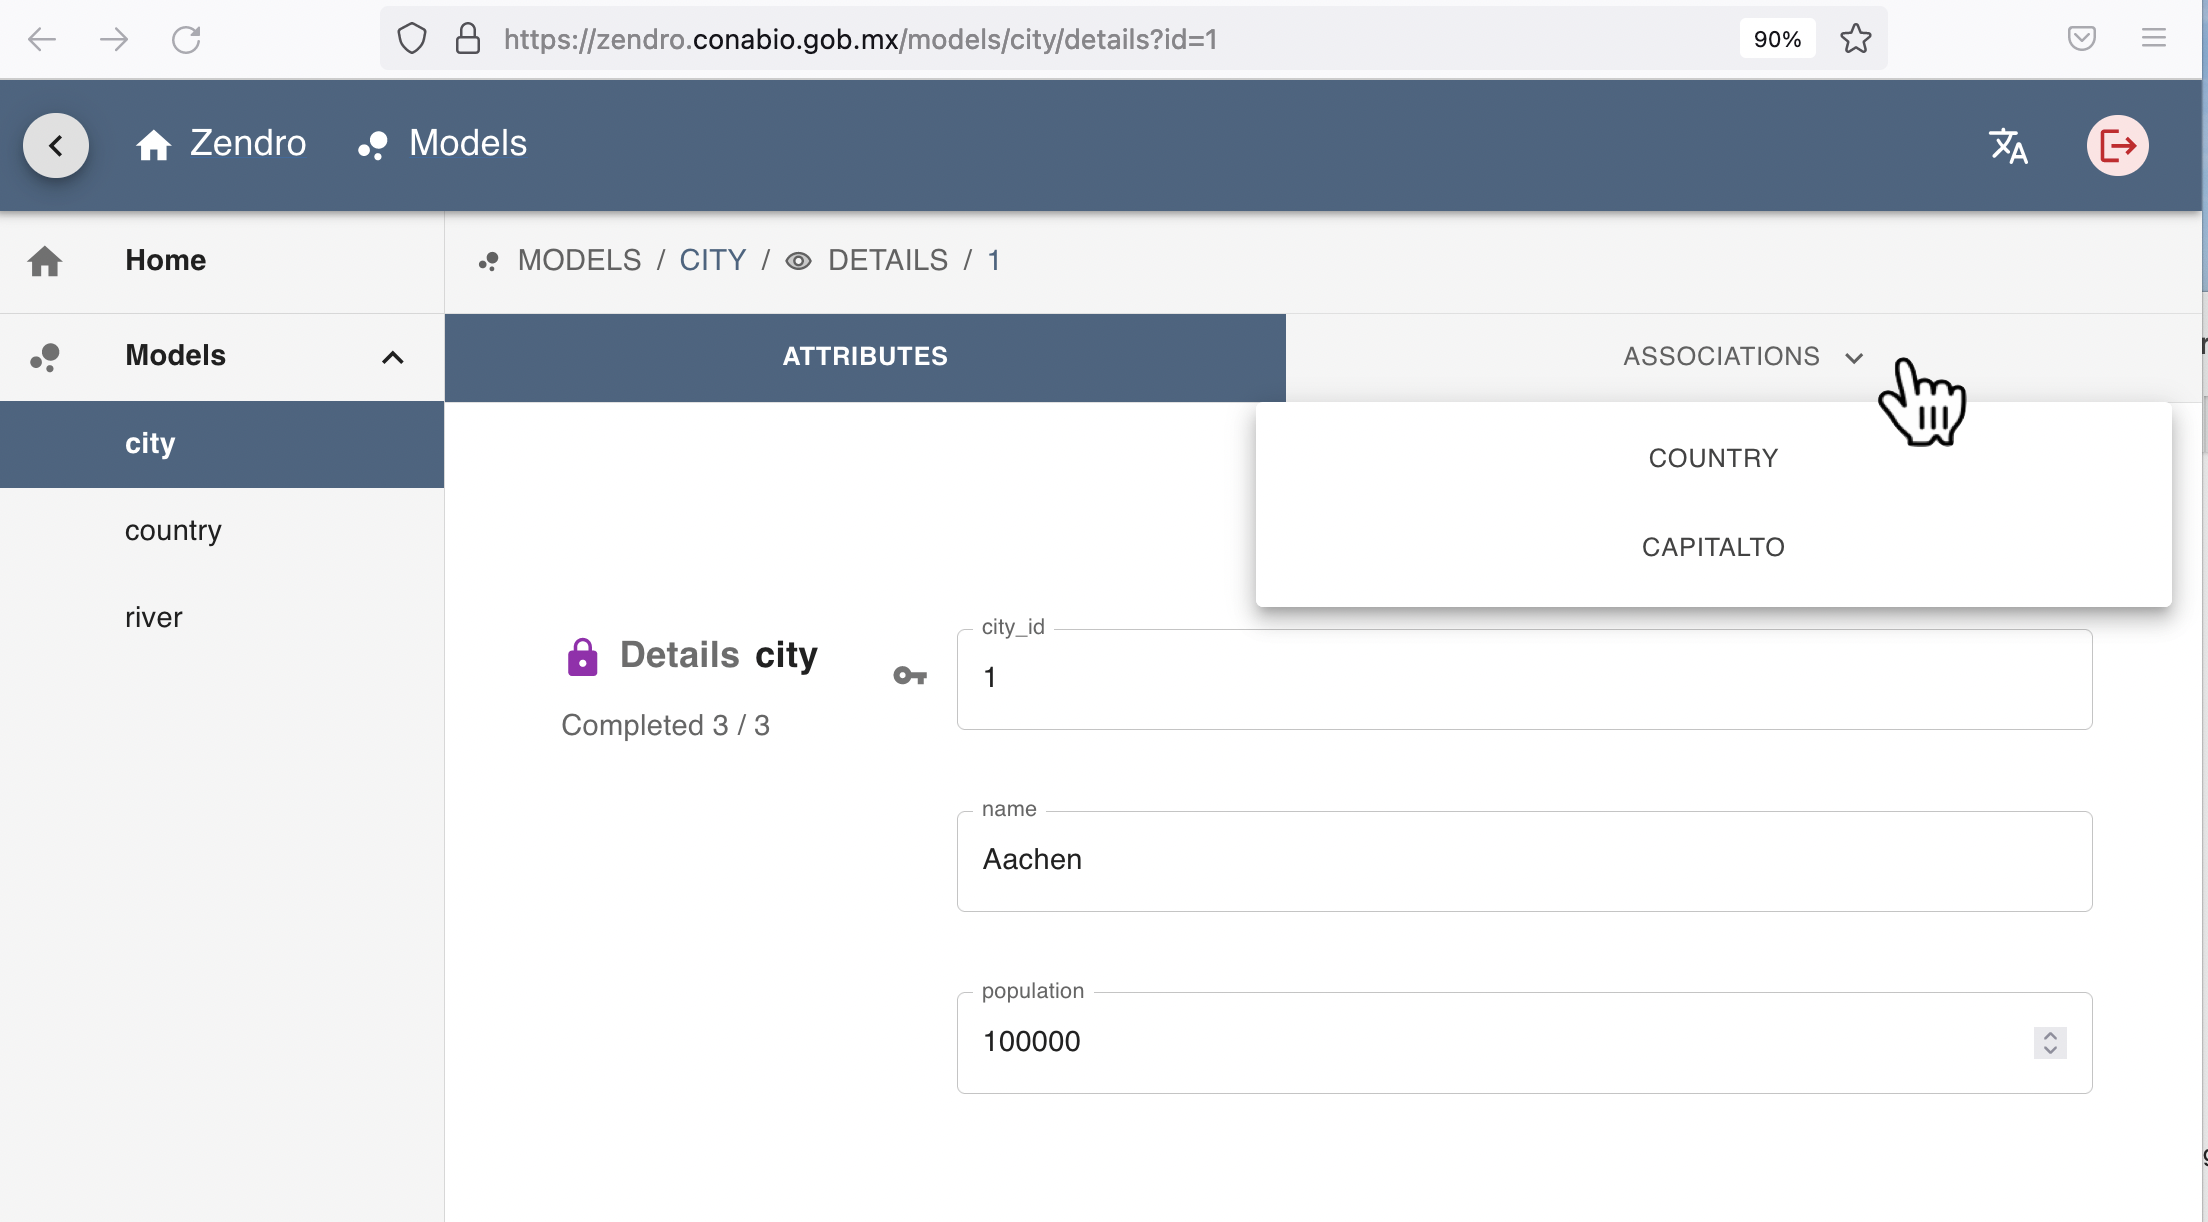 https://zendro.conabio.gob.mx/models/city/details?id=1 90%
Zendro Models
Home
MODELS / CITY / DETAILS / 1
Models
ATTRIBUTES
ASSOCIATIONS
city
COUNTRY
country
CAPITALTO
river
Details city
Completed 3 / 3
city_id
1
name
Aachen
population
100000